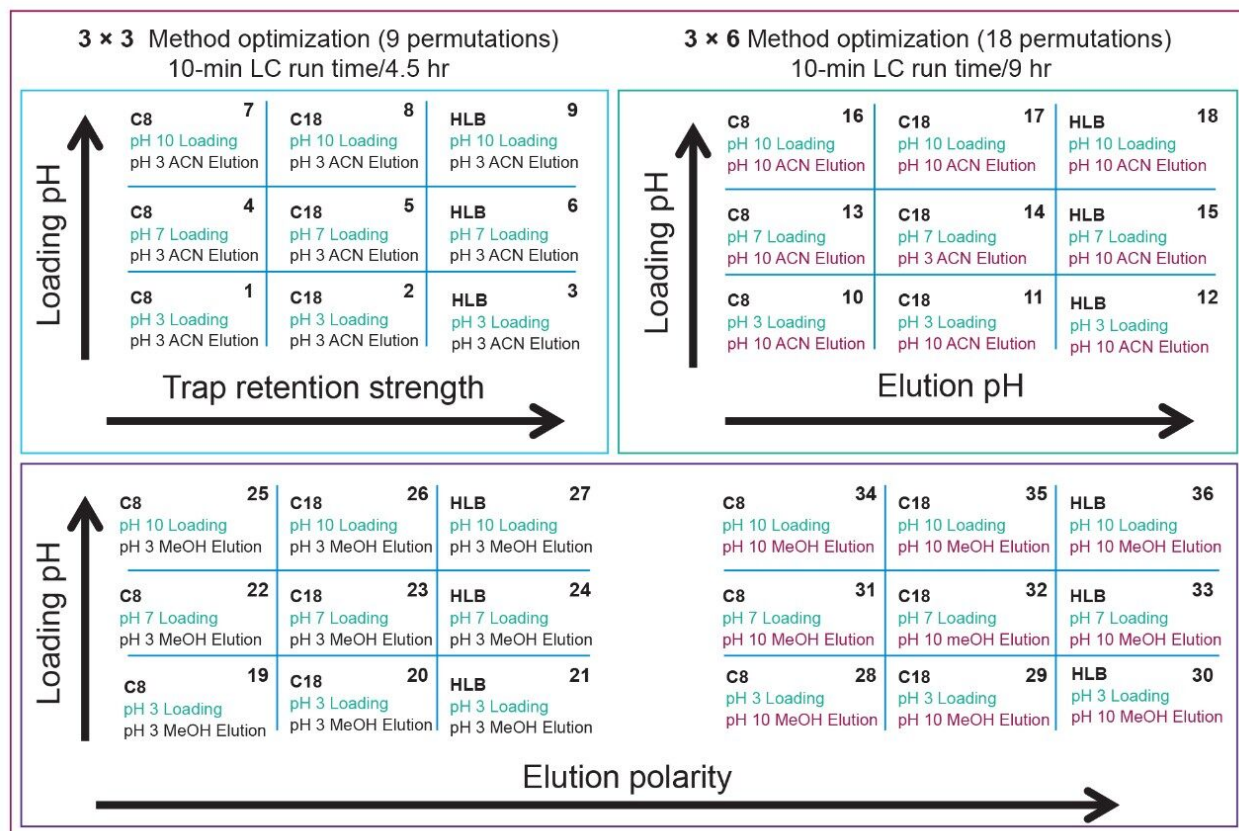 3 × 3 Method optimization (9 permutations)
10-min LC run time/4.5 hr
Loading pH
C8 7
pH 10 Loading
pH 3 ACN Elution
C18 8
pH 10 Loading
pH 3 ACN Elution
HLB 9
pH 10 Loading
pH 3 ACN Elution
C8 4
pH 7 Loading
pH 3 ACN Elution
C18 5
pH 7 Loading
pH 3 ACN Elution
HLB 6
pH 7 Loading
pH 3 ACN Elution
C8 1
pH 3 Loading
pH 3 ACN Elution
C18 2
pH 3 Loading
pH 3 ACN Elution
HLB 3
pH 3 Loading
pH 3 ACN Elution
Trap retention strength
3 × 6 Method optimization (18 permutations)
10-min LC run time/9 hr
Loading pH
C8 16
pH 10 Loading
pH 10 ACN Elution
C18 17
pH 10 Loading
pH 10 ACN Elution
HLB 18
pH 10 Loading
pH 10 ACN Elution
C8 13
pH 7 Loading
pH 10 ACN Elution
C18 14
pH 7 Loading
pH 3 ACN Elution
HLB 15
pH 7 Loading
pH 10 ACN Elution
C8 10
pH 3 Loading
pH 10 ACN Elution
C18 11
pH 3 Loading
pH 10 ACN Elution
HLB 12
pH 3 Loading
pH 10 ACN Elution
Elution pH
Loading pH
C8 25
pH 10 Loading
pH 3 MeOH Elution
C18 26
pH 10 Loading
pH 3 MeOH Elution
HLB 27
pH 10 Loading
pH 3 MeOH Elution
C8 34
pH 10 Loading
pH 10 MeOH Elution
C18 35
pH 10 Loading
pH 10 MeOH Elution
HLB 36
pH 10 Loading
pH 10 MeOH Elution
C8 22
pH 7 Loading
pH 3 MeOH Elution
C18 23
pH 7 Loading
pH 3 MeOH Elution
HLB 24
pH 7 Loading
pH 3 MeOH Elution
C8 31
pH 7 Loading
pH 10 MeOH Elution
C18 32
pH 7 Loading
pH 10 meOH Elution
HLB 33
pH 7 Loading
pH 10 MeOH Elution
C8 19
pH 3 Loading
pH 3 MeOH Elution
C18 20
pH 3 Loading
pH 3 MeOH Elution
HLB 21
pH 3 Loading
pH 3 MeOH Elution
C8 28
pH 3 Loading
pH 10 MeOH Elution
C18 29
pH 3 Loading
pH 10 MeOH Elution
HLB 30
pH 3 Loading
pH 10 MeOH Elution
Elution polarity